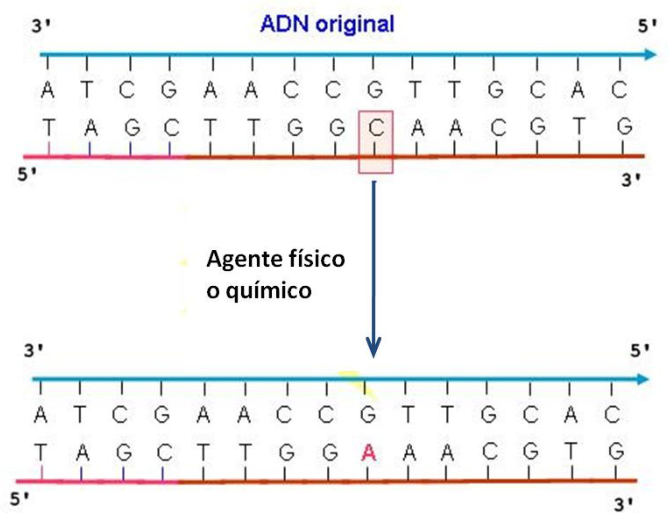 3' ADN original 5'
A T C G A A C C G T T G C A C
T A G C T T G G C A A C G T G
5' 3'
Agente físico
o químico
3' 5'
A T C G A A C C G T T G C A C
T A G C T T G G A A A C G T G
5' 3'